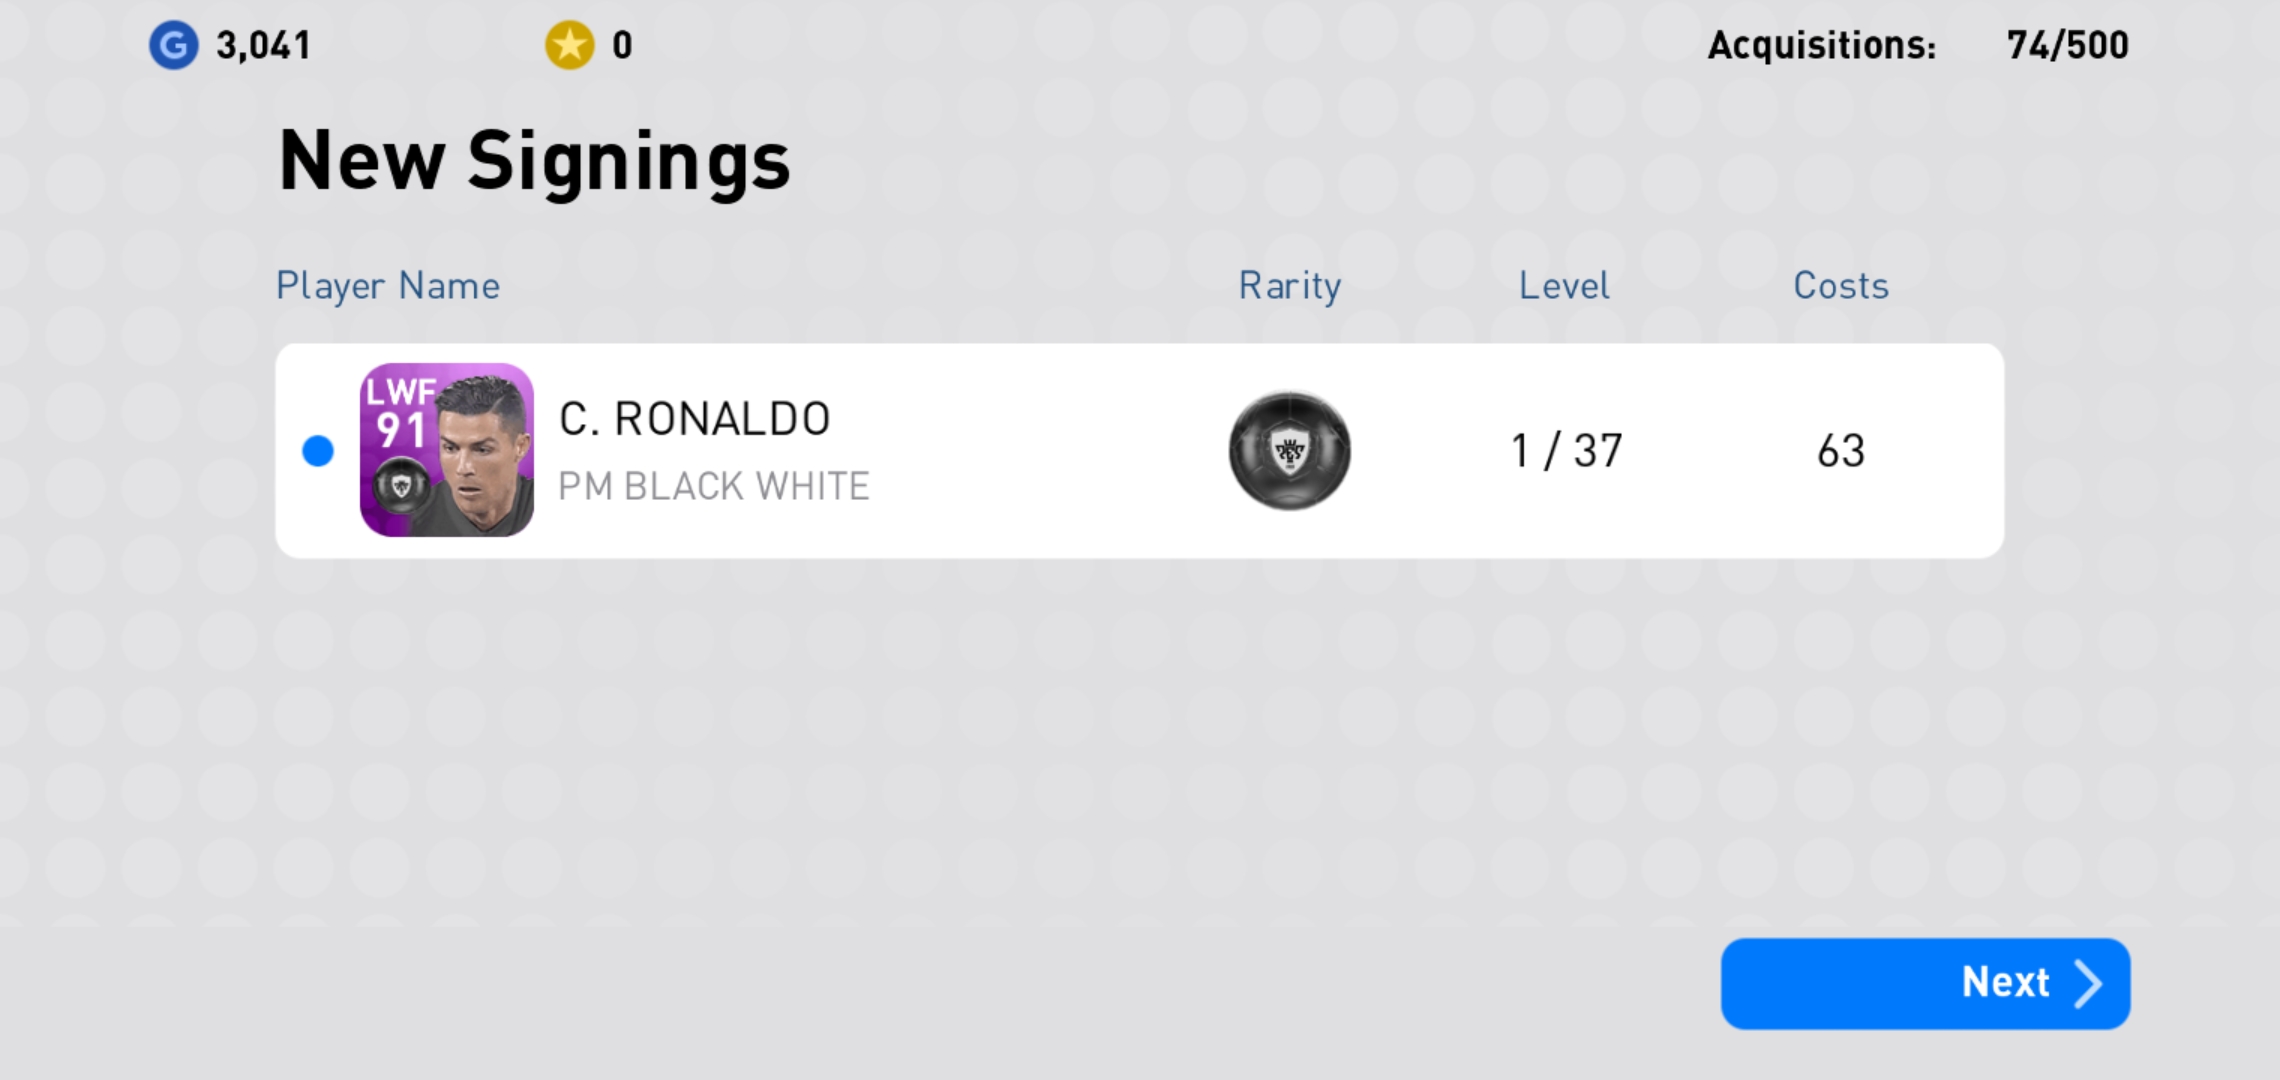 G 3,041 0 Acquisitions: 74/500
New Signings
Player Name Rarity Level Costs
LWF
91
C. RONALDO
PM BLACK WHITE
1 / 37 63
Next